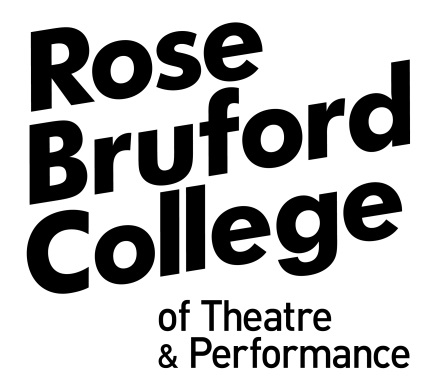 Rose
Bruford
College
of Theatre
& Performance